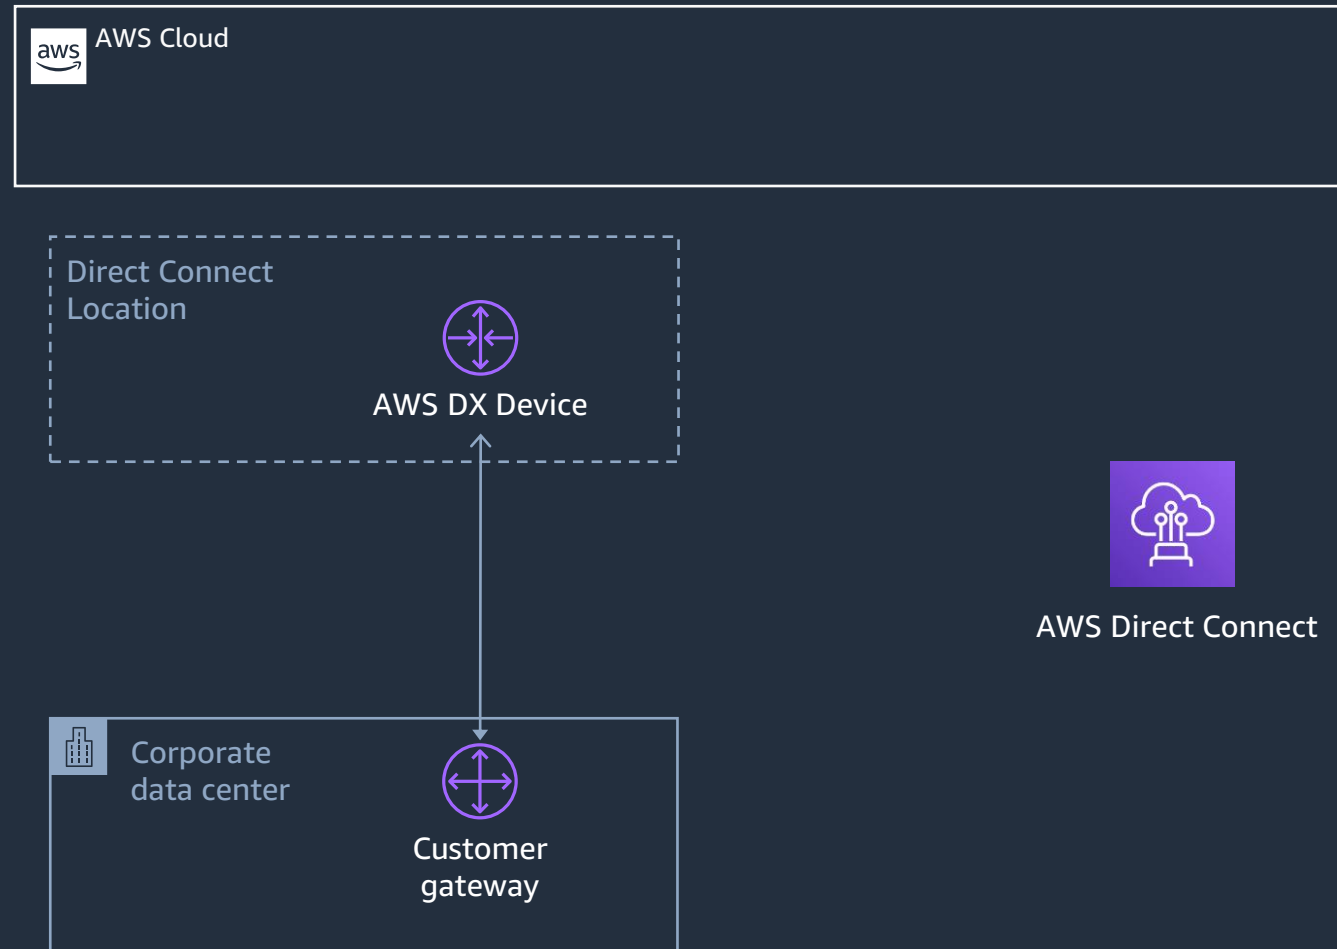 aws
AWS Cloud
Direct Connect
Location
AWS DX Device
AWS Direct Connect
Corporate
data center
Customer
gateway